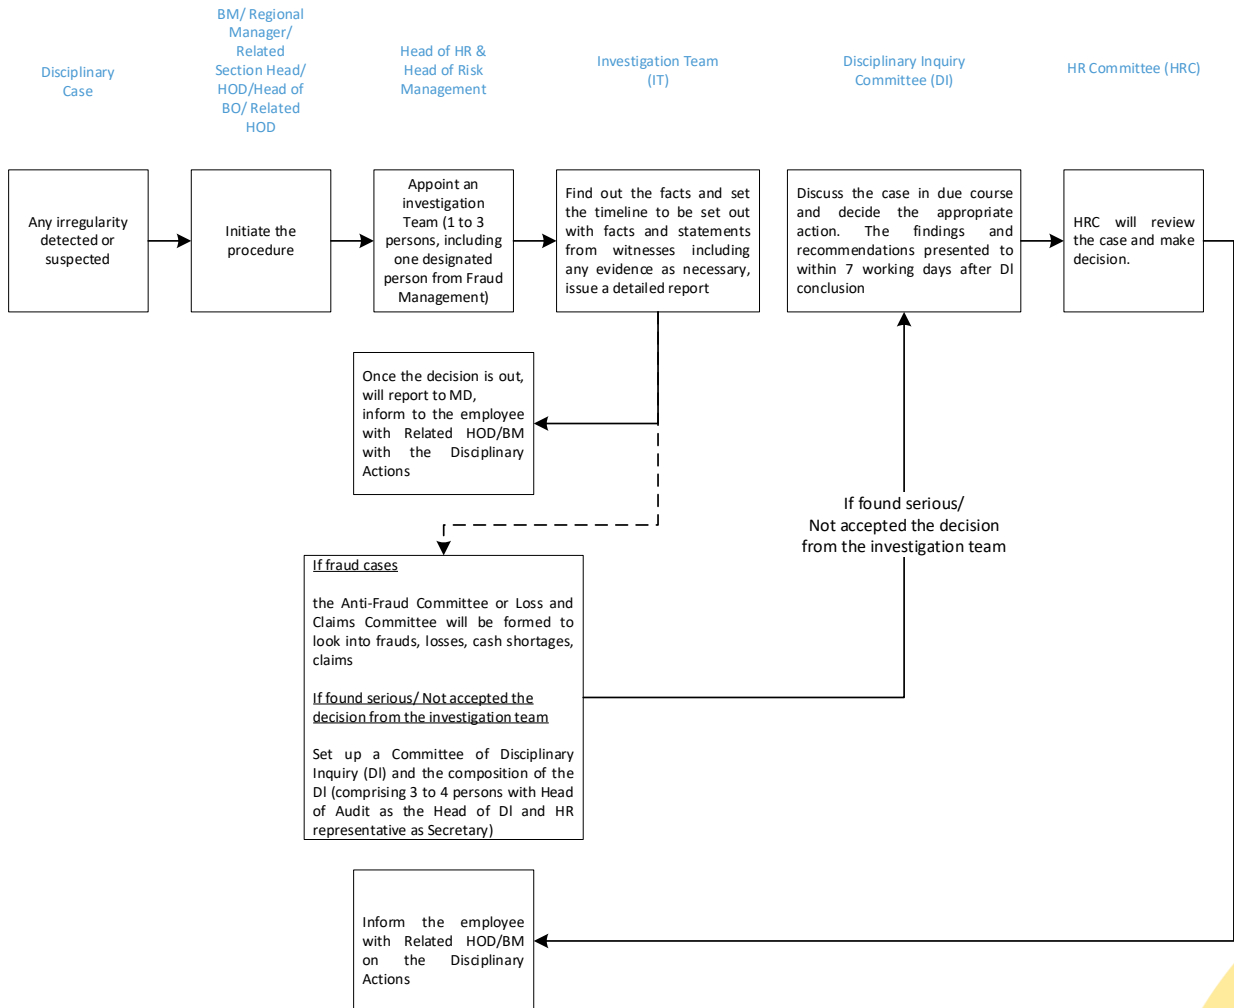 Disciplinary
Case
BM/ Regional
Manager/
Related
Section Head/
HOD/Head of
BO/ Related
HOD
Head of HR &
Head of Risk
Management
Investigation Team
(IT)
Disciplinary Inquiry
Committee (DI)
HR Committee (HRC)
Any irregularity
detected or
suspected
Initiate the
procedure
Appoint an
investigation
Team (1 to 3
persons, including
one designated
person from Fraud
Management)
Find out the facts and set
the timeline to be set out
with facts and statements
from witnesses including
any evidence as necessary,
issue a detailed report
Discuss the case in due course
and decide the appropriate
action. The findings and
recommendations presented to
within 7 working days after Dl
conclusion
HRC will review
the case and make
decision.
Once the decision is out,
will report to MD,
inform to the employee
with Related HOD/BM
with the Disciplinary
Actions
If found serious/
Not accepted the decision
from the investigation team
If fraud cases
the Anti-Fraud Committee or Loss and
Claims Committee will be formed to
look into frauds, losses, cash shortages,
claims
If found serious/ Not accepted the
decision from the investigation team
Set up a Committee of Disciplinary
Inquiry (Dl) and the composition of the
Dl (comprising 3 to 4 persons with Head
of Audit as the Head of Dl and HR
representative as Secretary)
Inform the employee
with Related HOD/BM
on the Disciplinary
Actions